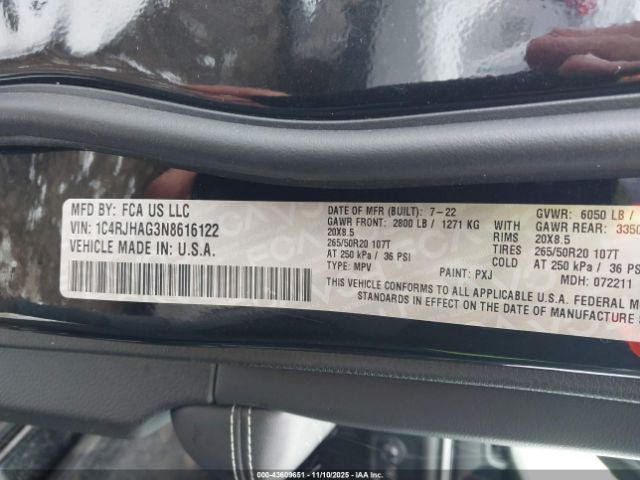 MFD BY: FCA US LLC
VIN: 1C4RJHAG3N8616122
VEHICLE MADE IN U.S.A.
DATE OF MFR (BUILT): 7-22 GVWR: 6050 LB /
GAWR FRONT: 2800 LB / 1271 KG WITH GAWR REAR: 3350
20X8.5 RIMS 20X8.5
265/50R20 107T TIRES 265/50R20 107T
AT 250 kPa / 36 PSI COLD AT 250 kPa / 36 PSI
TYPE: MPV PAINT: PXJ MDH: 072211
THIS VEHICLE CONFORMS TO ALL APPLICABLE U.S.A. FEDERAL
STANDARDS IN EFFECT ON THE DATE OF MANUFACTURE
000-43609651 - 11/10/2025 - IAAI.COM